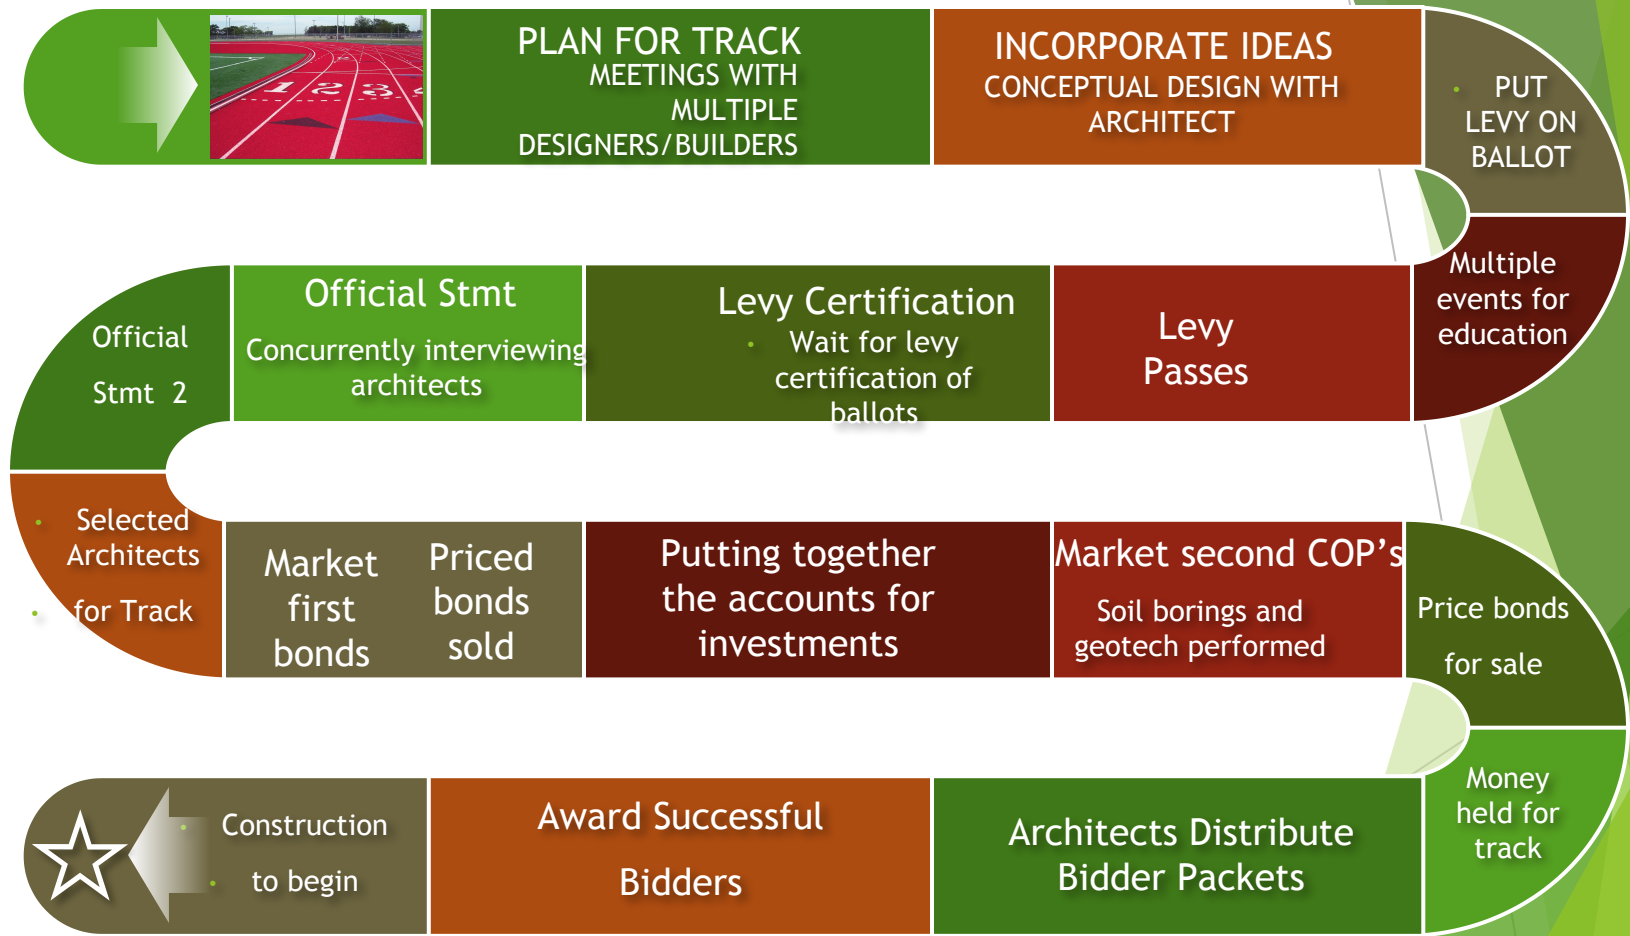 1 2 3
PLAN FOR TRACK
MEETINGS WITH
MULTIPLE
DESIGNERS/BUILDERS
INCORPORATE IDEAS
CONCEPTUAL DESIGN WITH
ARCHITECT
• PUT
LEVY ON
BALLOT
Multiple
events for
education
Levy
Passes
Levy Certification
• Wait for levy
certification of
ballots
Official Stmt
Concurrently interviewing
architects
Official
Stmt 2
• Selected
Architects
• for Track
Market
first
bonds
Priced
bonds
sold
Putting together
the accounts for
investments
Market second COP’s
Soil borings and
geotech performed
Price bonds
for sale
Money
held for
track
Architects Distribute
Bidder Packets
Award Successful
Bidders
• Construction
• to begin